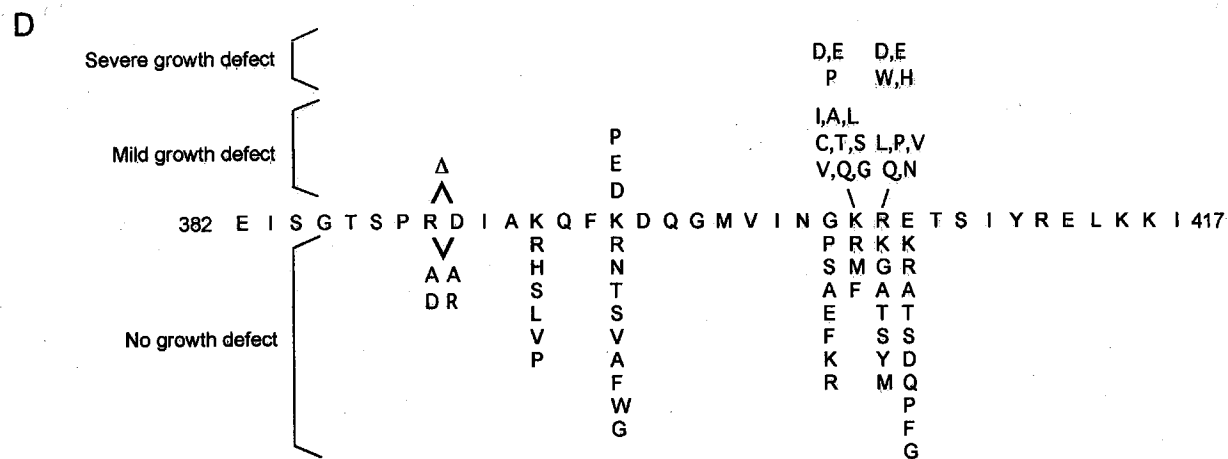 D
Severe growth defect
D,E D,E
P W,H
Mild growth defect
I,A,L
C,T,S L,P,V
V,Q,G Q,N
P
E
D
Δ
382 E I S G T S P R D I A K Q F K D Q G M V I N G K R E T S I Y R E L K K I 417
R R P R K K
H N S M G R
A A S T A F A A
D R L S E T T
V V F S S
P A K Y D
F R M Q
W P
G F
G
No growth defect